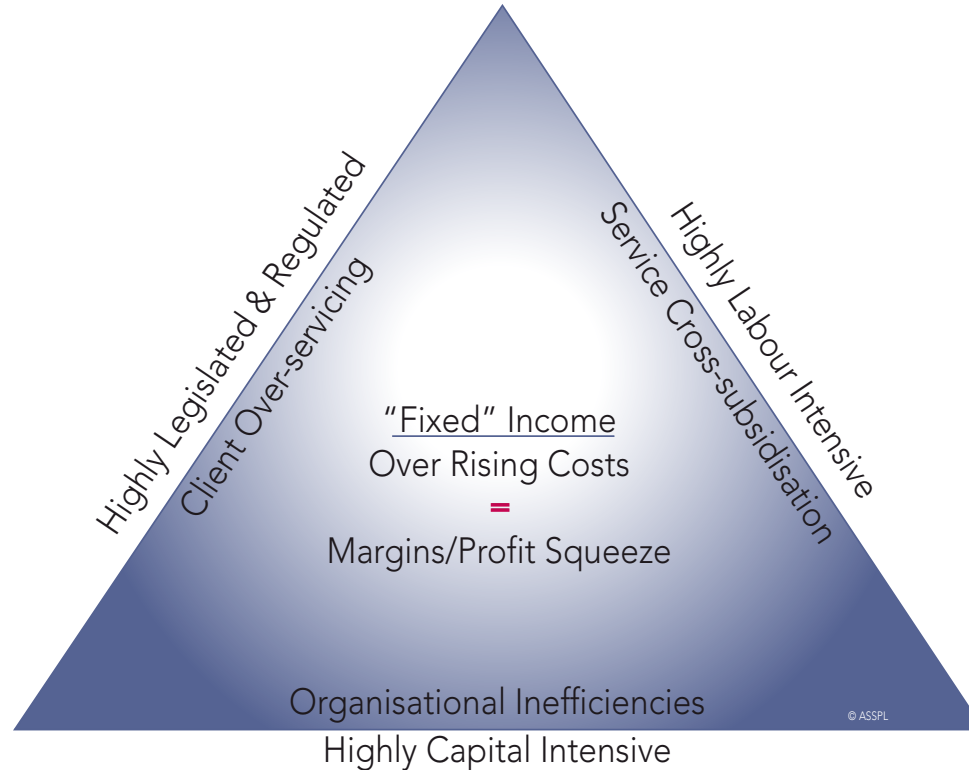 Highly Legislated & Regulated
Client Over-servicing
Highly Labour Intensive
Service Cross-subsidisation
“Fixed” Income
Over Rising Costs
=
Margins/Profit Squeeze
Organisational Inefficiencies
© ASSPL
Highly Capital Intensive